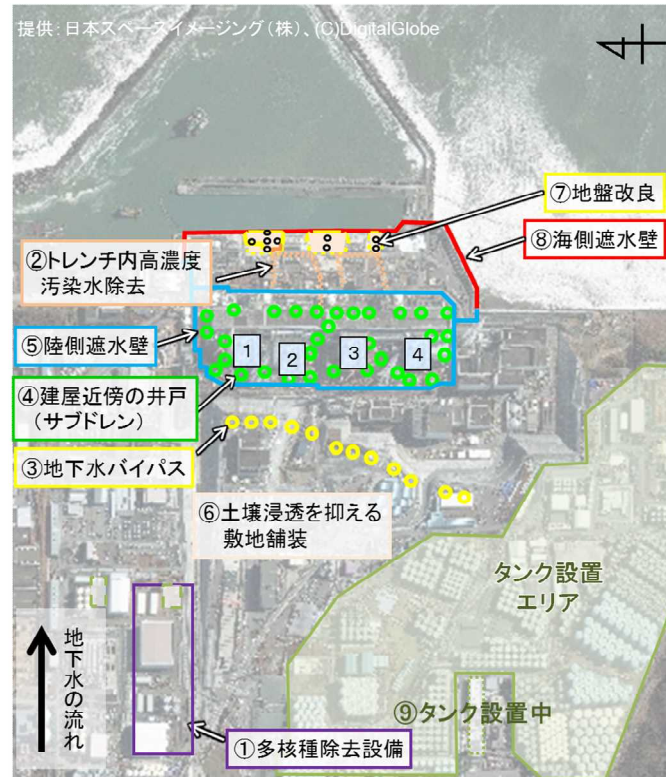 提供：日本スペースイメージング（株）、（C）DigitalGlobe
⑦地盤改良
⑧海側遮水壁
②トレンチ内高濃度
汚染水除去
⑤陸側遮水壁
1
2
3
4
④建屋近傍の井戸
（サブドレン）
③地下水バイパス
⑥土壌浸透を抑える
敷地舗装
タンク設置
エリア
地下水の流れ
⑨タンク設置中
①多核種除去設備